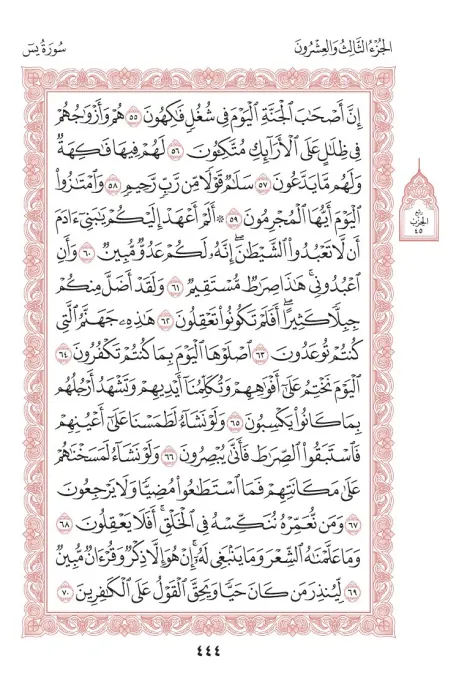 الجزء الثالث والعشرون
سورة يس
إِنَّ أَصْحَٰبَ ٱلْجَنَّةِ ٱلْيَوْمَ فِي شُغُلٍ فَٰكِهُونَ ٥٥ هُمْ وَأَزْوَٰجُهُمْ
فِي ظِلَٰلٍ عَلَى ٱلْأَرَآئِكِ مُتَّكِـُٔونَ ٥٦ لَهُمْ فِيهَا فَٰكِهَةٌ
وَلَهُم مَّا يَدَّعُونَ ٥٧ سَلَٰمٌ قَوْلًا مِّن رَّبٍّ رَّحِيمٍ ٥٨ وَٱمْتَٰزُواْ
ٱلْيَوْمَ أَيُّهَا ٱلْمُجْرِمُونَ ٥٩ ۞ أَلَمْ أَعْهَدْ إِلَيْكُمْ يَٰبَنِيٓ ءَادَمَ
أَن لَّا تَعْبُدُواْ ٱلشَّيْطَٰنَۖ إِنَّهُۥ لَكُمْ عَدُوٌّ مُّبِينٌ ٦٠ وَأَنِ
ٱعْبُدُونِيۚ هَٰذَا صِرَٰطٌ مُّسْتَقِيمٌ ٦١ وَلَقَدْ أَضَلَّ مِنكُمْ
جِبِلًّا كَثِيرًاۖ أَفَلَمْ تَكُونُواْ تَعْقِلُونَ ٦٢ هَٰذِهِۦ جَهَنَّمُ ٱلَّتِي
كُنتُمْ تُوعَدُونَ ٦٣ ٱصْلَوْهَا ٱلْيَوْمَ بِمَا كُنتُمْ تَكْفُرُونَ ٦٤
ٱلْيَوْمَ نَخْتِمُ عَلَىٰٓ أَفْوَٰهِهِمْ وَتُكَلِّمُنَآ أَيْدِيهِمْ وَتَشْهَدُ أَرْجُلُهُم
بِمَا كَانُواْ يَكْسِبُونَ ٦٥ وَلَوْ نَشَآءُ لَطَمَسْنَا عَلَىٰٓ أَعْيُنِهِمْ
فَٱسْتَبَقُواْ ٱلصِّرَٰطَ فَأَنَّىٰ يُبْصِرُونَ ٦٦ وَلَوْ نَشَآءُ لَمَسَخْنَٰهُمْ
عَلَىٰ مَكَانَتِهِمْ فَمَا ٱسْتَطَٰعُواْ مُضِيًّا وَلَا يَرْجِعُونَ
٦٧ وَمَن نُّعَمِّرْهُ نُنَكِّسْهُ فِي ٱلْخَلْقِۚ أَفَلَا يَعْقِلُونَ ٦٨
وَمَا عَلَّمْنَٰهُ ٱلشِّعْرَ وَمَا يَنۢبَغِي لَهُۥٓۚ إِنْ هُوَ إِلَّا ذِكْرٌ وَقُرْءَانٌ مُّبِينٌ
٦٩ لِّيُنذِرَ مَن كَانَ حَيًّا وَيَحِقَّ ٱلْقَوْلُ عَلَى ٱلْكَٰفِرِينَ ٧٠
ربع
الحزب
٤٥
٤٤٤